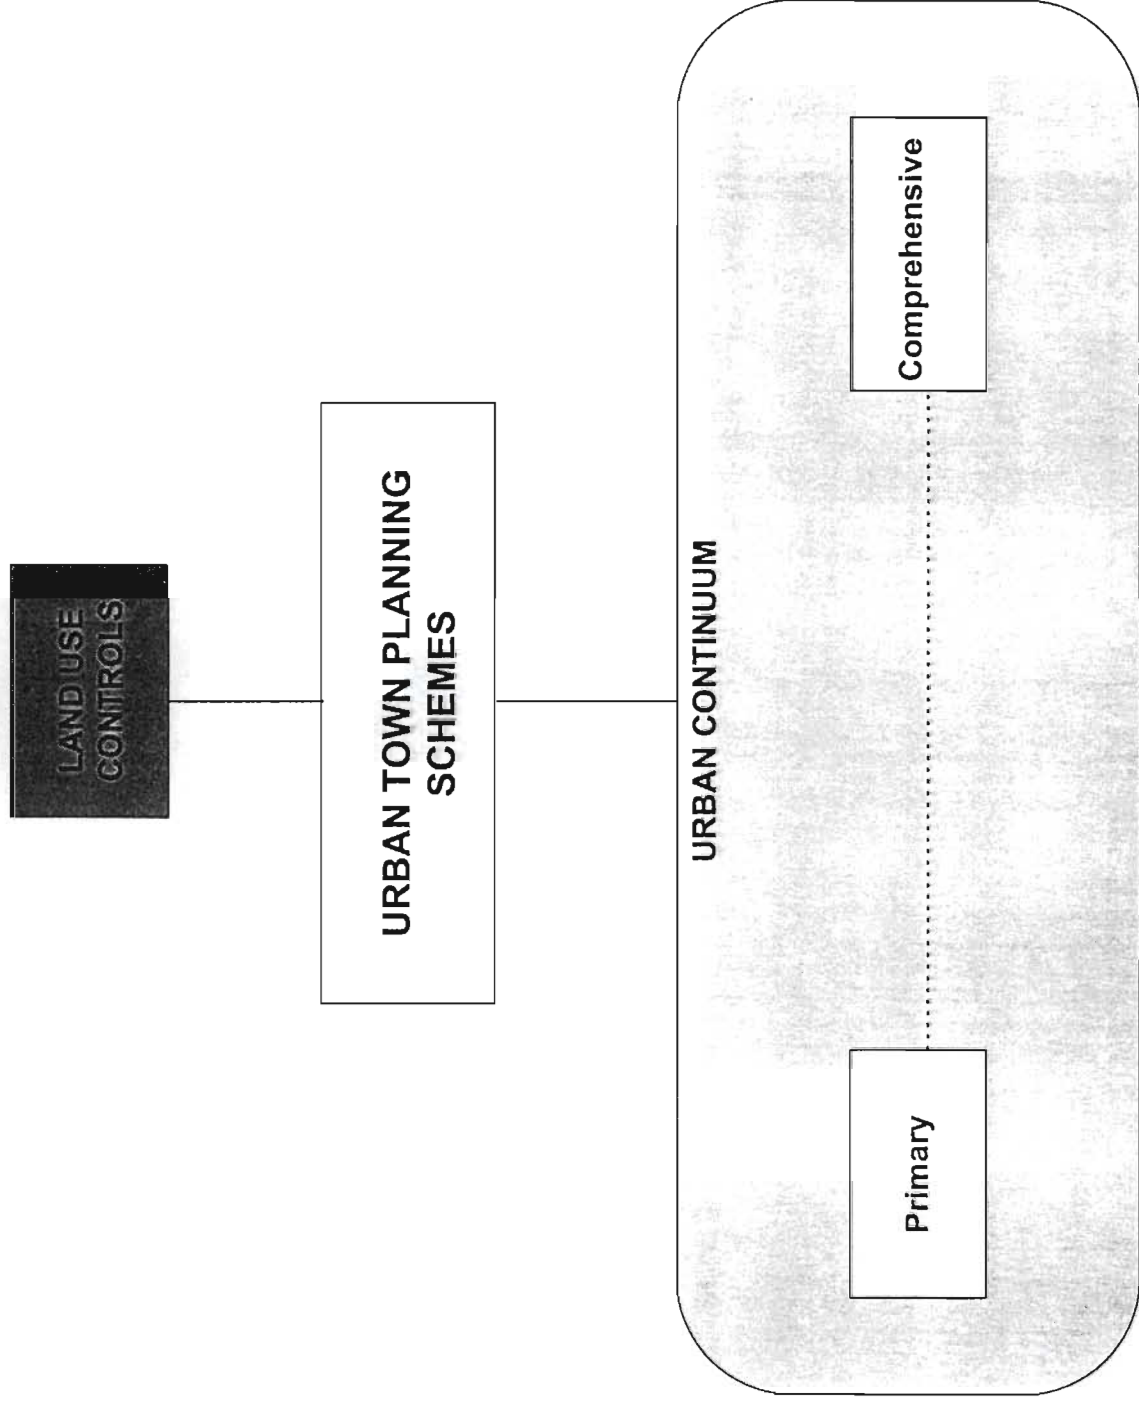 LAND USE
CONTROLS
URBAN TOWN PLANNING
SCHEMES
URBAN CONTINUUM
Primary
Comprehensive